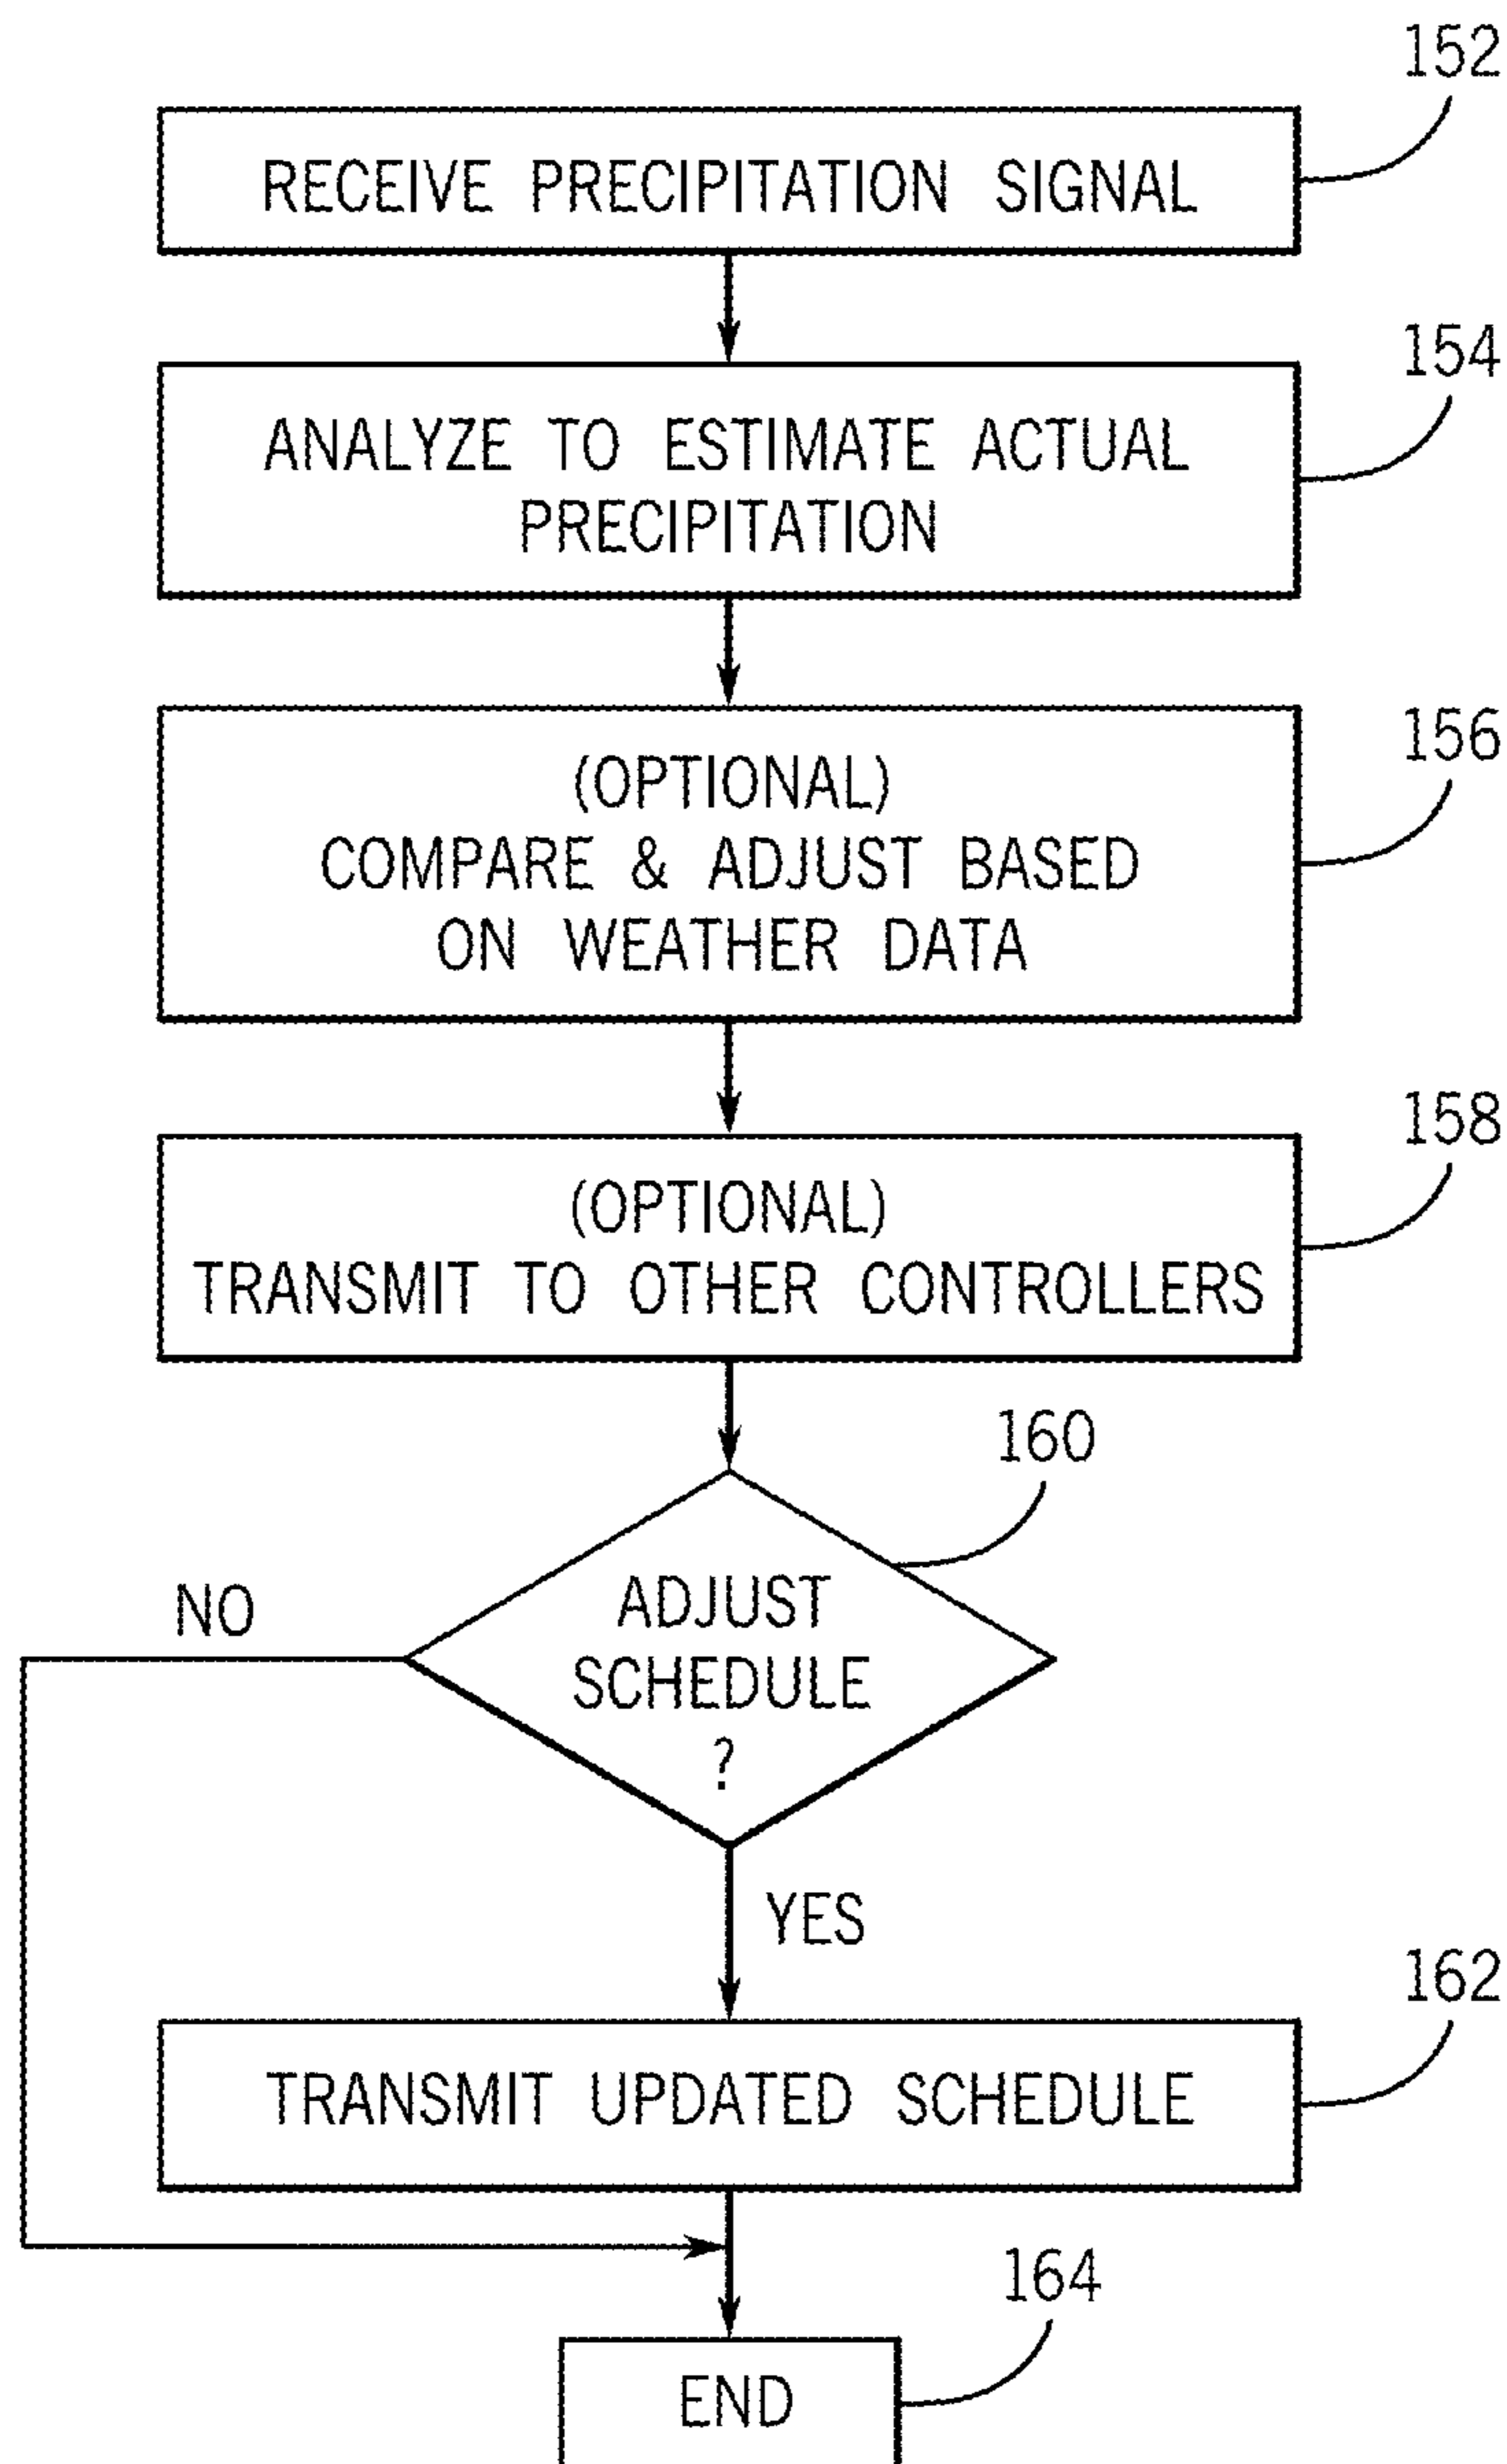 152
RECEIVE PRECIPITATION SIGNAL
154
ANALYZE TO ESTIMATE ACTUAL
PRECIPITATION
156
(OPTIONAL)
COMPARE & ADJUST BASED
ON WEATHER DATA
158
(OPTIONAL)
TRANSMIT TO OTHER CONTROLLERS
160
NO
ADJUST
SCHEDULE
?
YES
162
TRANSMIT UPDATED SCHEDULE
164
END